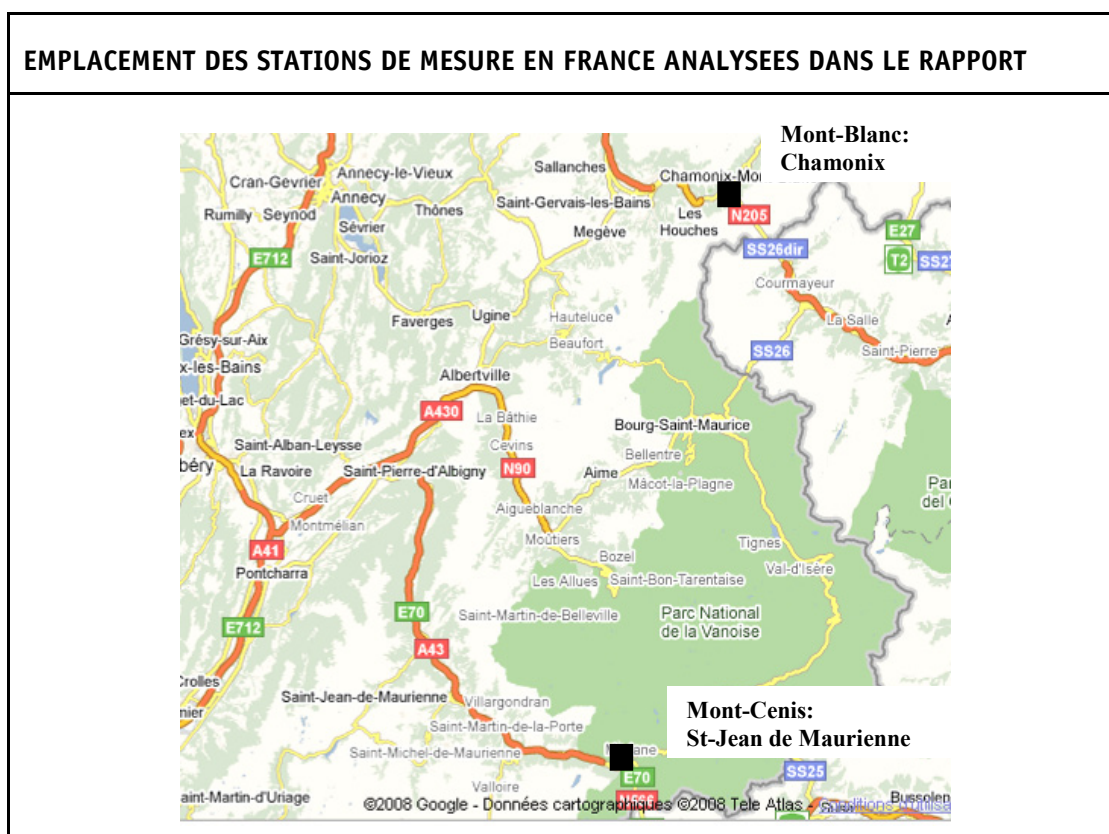 EMPLACEMENT DES STATIONS DE MESURE EN FRANCE ANALYSEES DANS LE RAPPORT
Mont-Blanc:
Chamonix
Cran-Gevrier
Annecy-le-Vieux
Sallanches
Chamonix-Mo
Annecy
Rumilly
Seynod
Thônes
Saint-Gervais-les-Bains
Les
Houches
N205
Sévrier
Megève
E27
E712
Saint-Jorioz
SS26dir
T2
Courmayeur
Faverges
Ugine
Hauteluce
La Salle
Grésy-sur-Aix
Beaufort
SS26
Saint-Pierre
x-les-Bains
Albertville
et-du-Lac
A430
La Bâthie
Bourg-Saint-Maurice
Saint-Alban-Leysse
Cevins
Bellentre
béry
La Ravoire
Saint-Pierre-d'Albigny
N90
Aime
Mâcot-la-Plagne
Cruet
Aigueblanche
Montmélian
Moûtiers
Tignes
A41
Bozel
Val-d'Isère
Pontcharra
Les Allues
Saint-Bon-Tarentaise
E70
Saint-Martin-de-Belleville
Parc National
de la Vanoise
E712
A43
Crolles
Saint-Jean-de-Maurienne
Villargondran
Mont-Cenis:
St-Jean de Maurienne
Saint-Martin-de-la-Porte
Saint-Michel-de-Maurienne
E70
SS25
Valloire
aint-Martin-d'Uriage
©2008 Google - Données cartographiques ©2008 Tele Atlas -
Bussolen